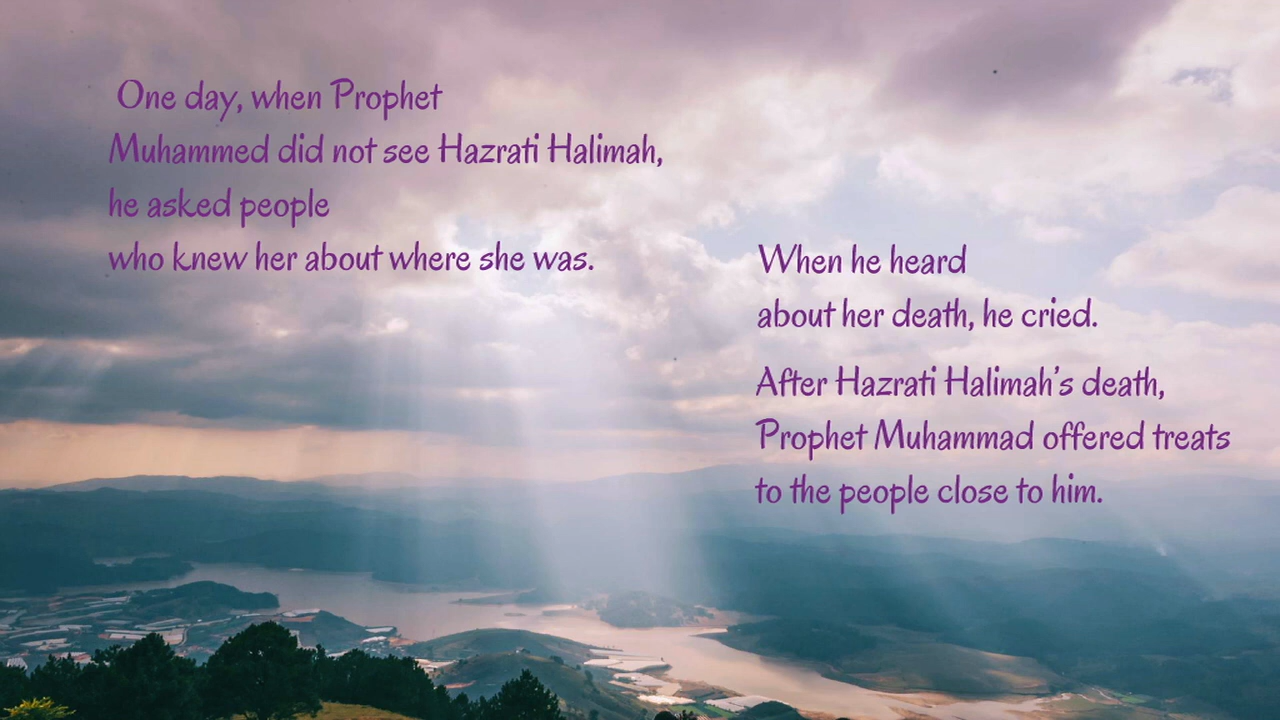 One day, when Prophet
Muhammed did not see Hazrati Halimah,
he asked people
who knew her about where she was.
When he heard
about her death, he cried.
After Hazrati Halimah's death,
Prophet Muhammad offered treats
to the people close to him.